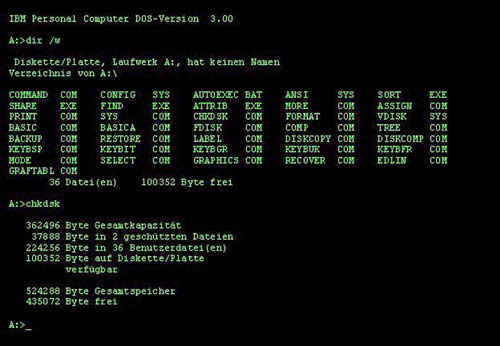 IBM Personal Computer DOS-Version  3.00
A:>dir /w
Diskette/Platte, Laufwerk A:, hat keinen Namen
Verzeichnis von A:\
COMMAND  COM    CONFIG   SYS    AUTOEXEC BAT    ANSI     SYS    SORT     EXE
SHARE    EXE    FIND     EXE    ATTRIB   EXE    MORE     COM    ASSIGN   COM
PRINT    COM    SYS      COM    CHKDSK   COM    FORMAT   COM    VDISK    SYS
BASIC    COM    BASICA   COM    FDISK    COM    COMP     COM    TREE     COM
BACKUP   COM    RESTORE  COM    LABEL    COM    DISKCOPY COM    DISKCOMP COM
KEYBSP   COM    KEYBIT   COM    KEYBGR   COM    KEYBUK   COM    KEYBFR   COM
MODE     COM    SELECT   COM    GRAPHICS COM    RECOVER  COM    EDLIN    COM
GRAFTABL COM
36 Datei(en)    100352 Byte frei
A:>chkdsk
362496 Byte Gesamtkapazität
37888 Byte in 2 geschützten Dateien
224256 Byte in 36 Benutzerdatei(en)
100352 Byte auf Diskette/Platte
verfügbar
524288 Byte Gesamtspeicher
435072 Byte frei
A:>_